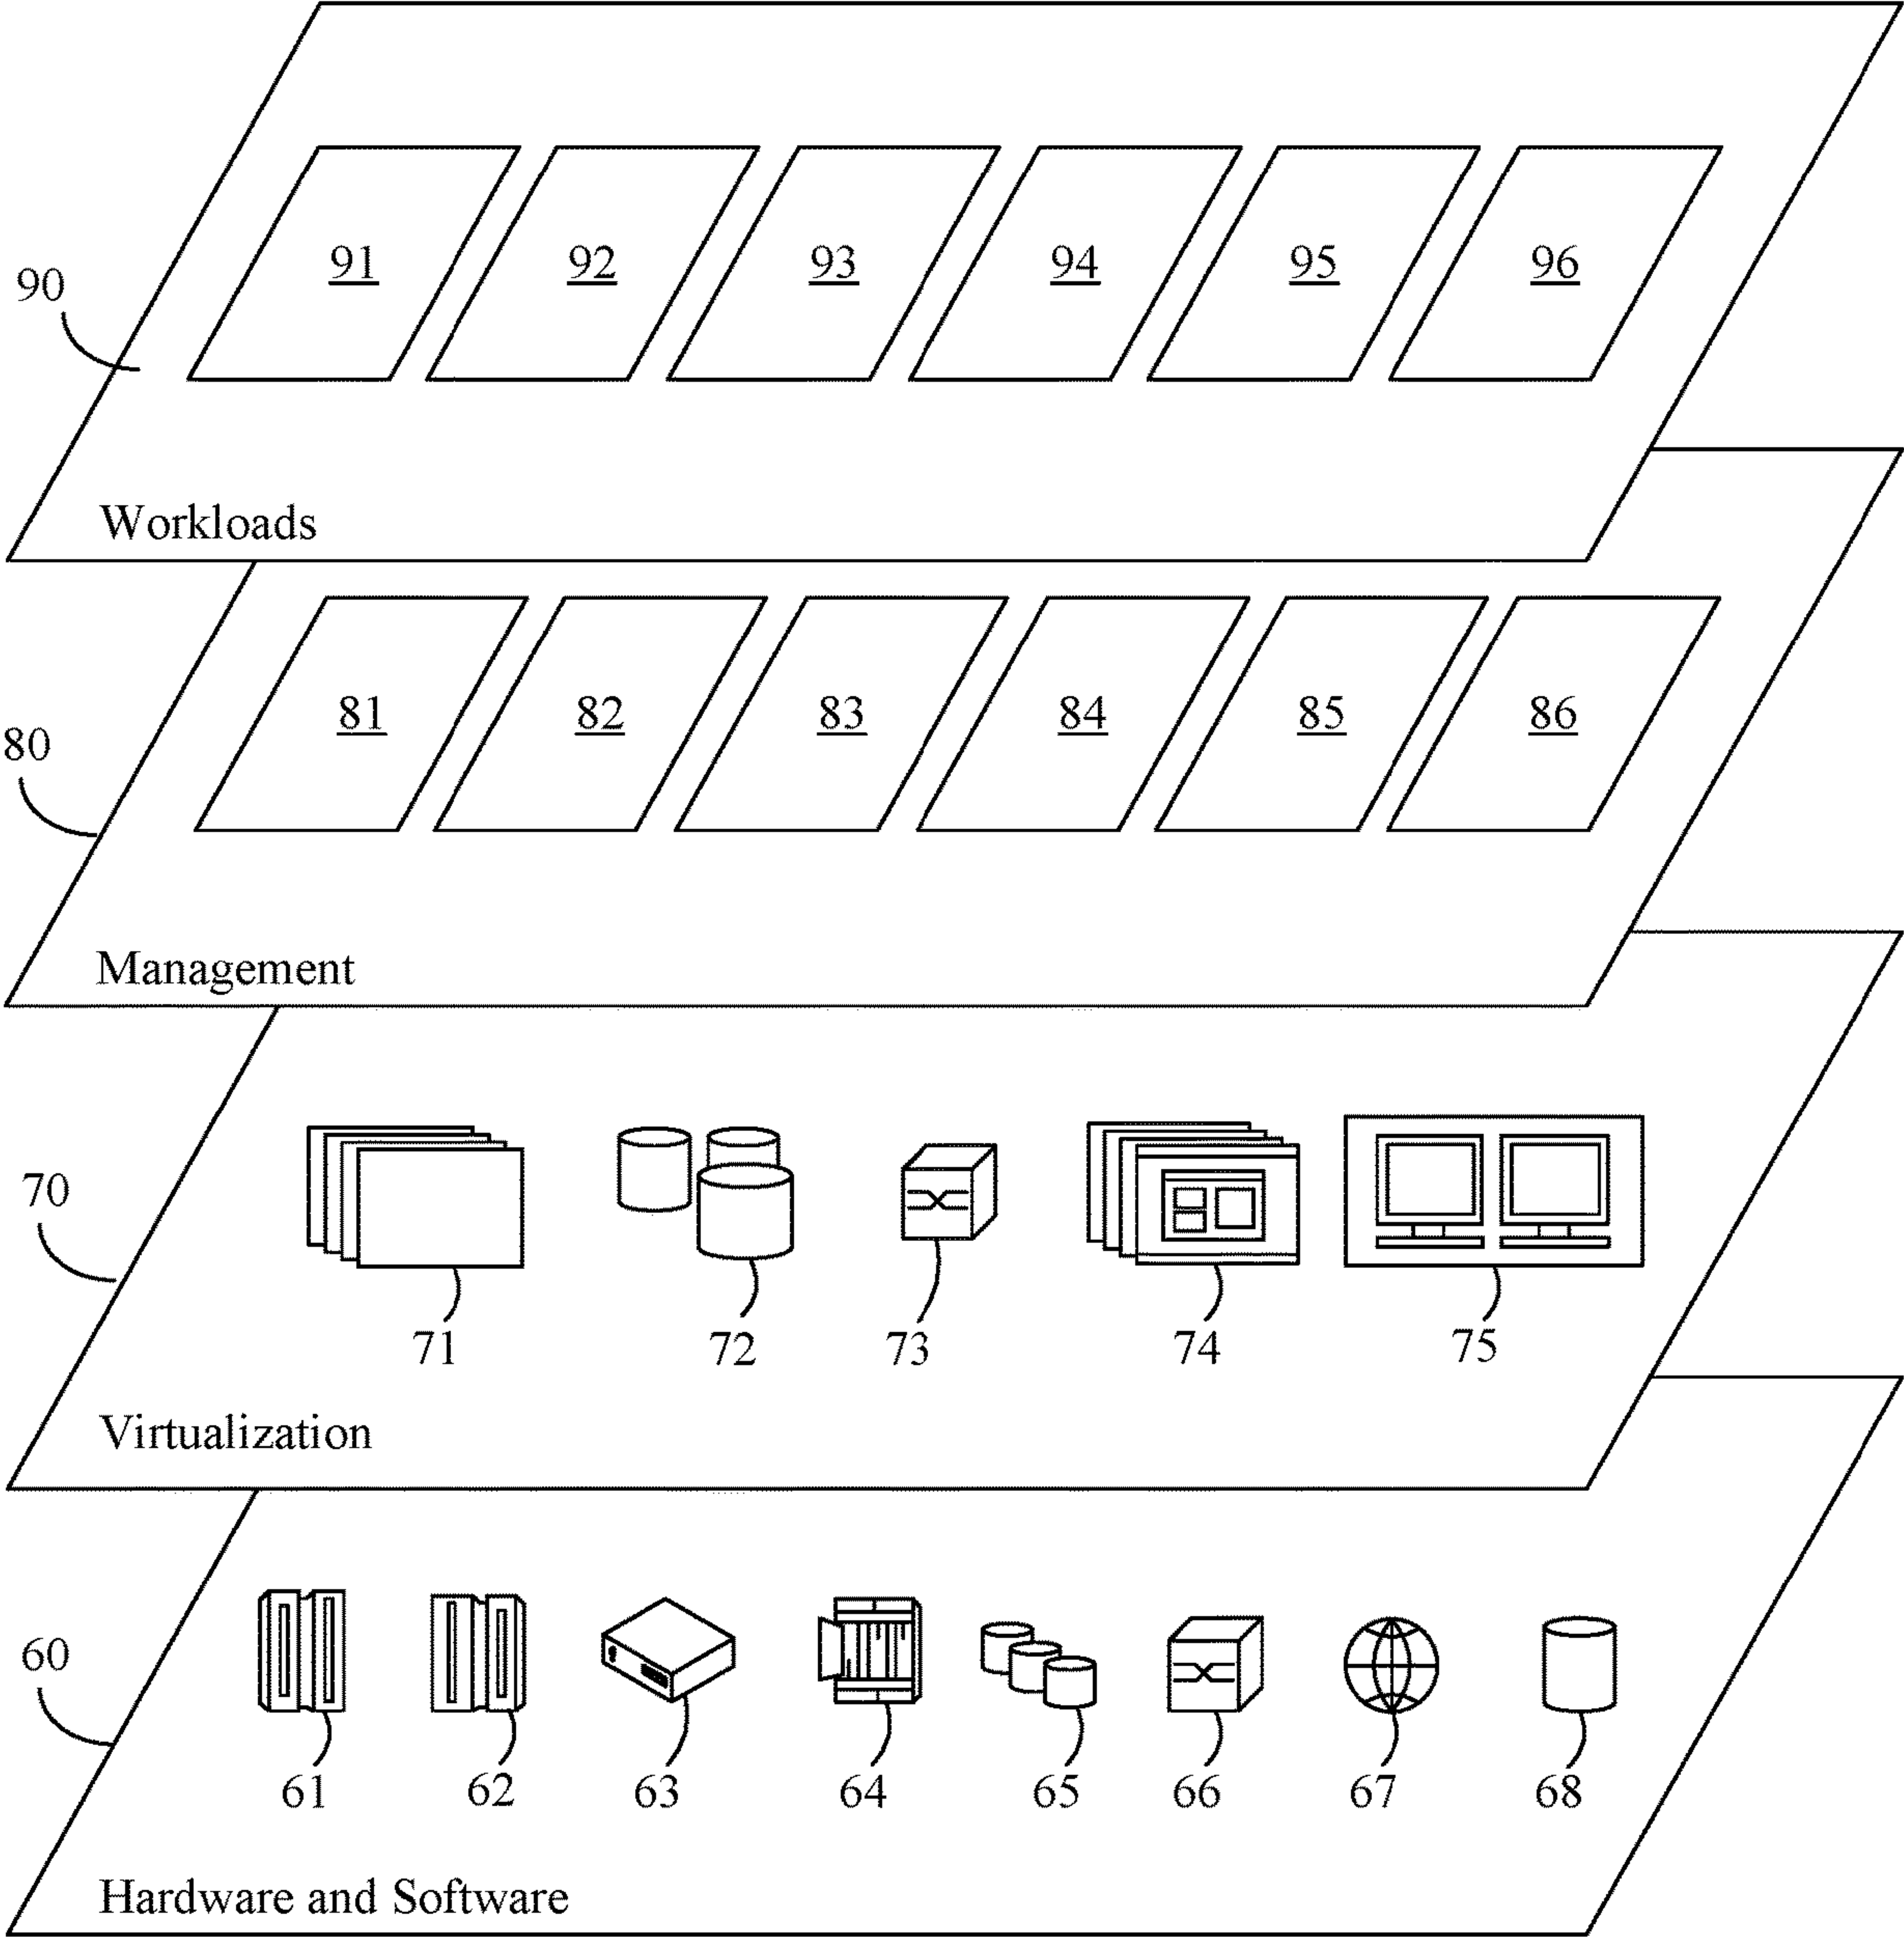 91 92 93 94 95 96
90
Workloads
81 82 83 84 85 86
80
Management
70
71 72 73 74 75
Virtualization
60
61 62 63 64 65 66 67 68
Hardware and Software